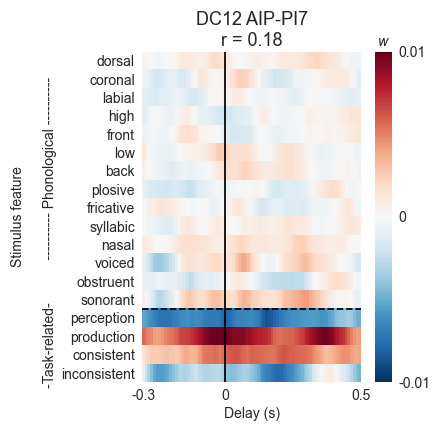 DC12 AIP-PI7
r = 0.18
w
Stimulus feature
---------- Phonological ----------
-Task-related-
dorsal
coronal
labial
high
front
low
back
plosive
fricative
syllabic
nasal
voiced
obstruent
sonorant
perception
production
consistent
inconsistent
0.01
0
-0.01
-0.3
0
0.5
Delay (s)